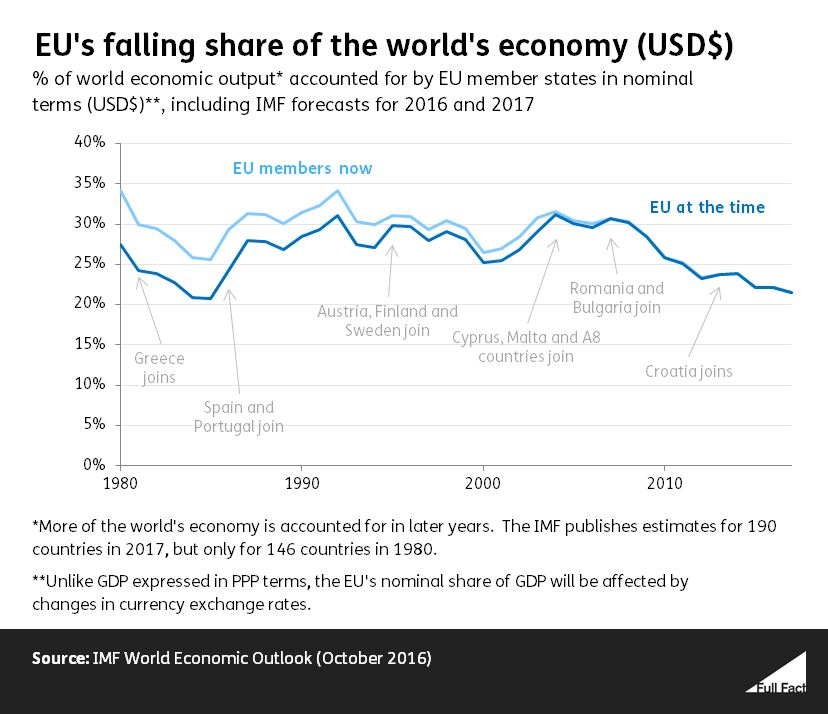 EU's falling share of the world's economy (USD$)
% of world economic output* accounted for by EU member states in nominal
terms (USD$)**, including IMF forecasts for 2016 and 2017
40%
35%
30%
25%
20%
15%
10%
5%
0%
EU members now
EU at the time
Greece
joins
Spain and
Portugal join
Austria, Finland and
Sweden join
Cyprus, Malta and A8
countries join
Romania and
Bulgaria join
Croatia joins
1980
1990
2000
2010
*More of the world's economy is accounted for in later years. The IMF publishes estimates for 190
countries in 2017, but only for 146 countries in 1980.
**Unlike GDP expressed in PPP terms, the EU's nominal share of GDP will be affected by
changes in currency exchange rates.
Source: IMF World Economic Outlook (October 2016)
Full Fact